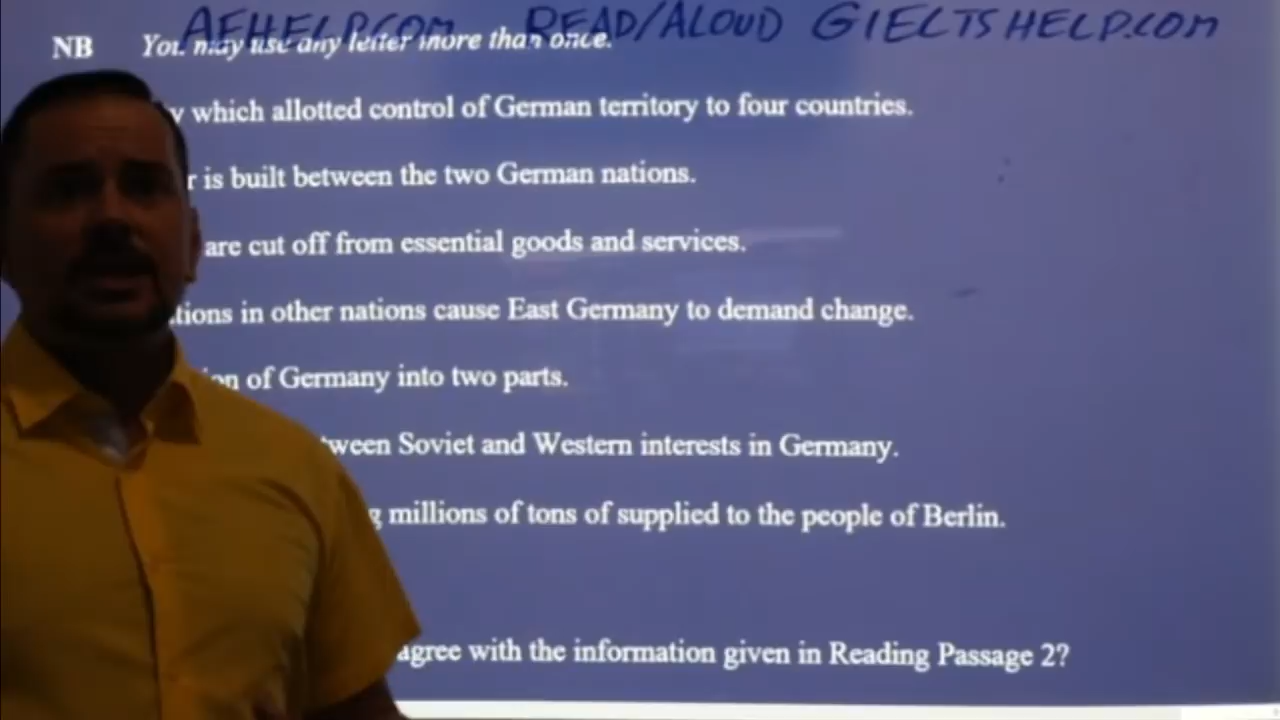 AEHELP.COM READ/ALOUD GIELTSHELP.COM
NB You may use any letter more than once.
which allotted control of German territory to four countries.
is built between the two German nations.
are cut off from essential goods and services.
tions in other nations cause East Germany to demand change.
on of Germany into two parts.
ween Soviet and Western interests in Germany.
g millions of tons of supplied to the people of Berlin.
agree with the information given in Reading Passage 2?